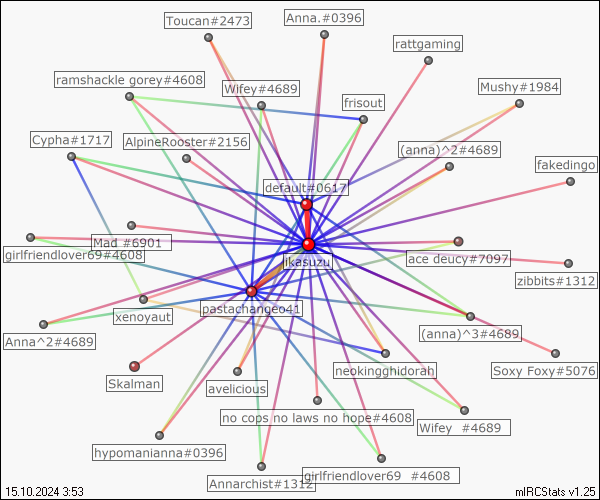 Toucan#2473
Anna.#0396
rattgaming
ramshackle gorey#4608
Wifey#4689
Mushy#1984
frisout
Cypha#1717
AlpineRooster#2156
(anna)^2#4689
fakedingo
default#0617
Mad #6901
girlfriendlover69#4608
ikasuzu
ace deucy#7097
zibbits#1312
pastachangeo41
xenoyaut
Anna^2#4689
(anna)^3#4689
neokingghidorah
Soxy Foxy#5076
Skalman
avelicious
no cops no laws no hope#4608
Wifey #4689
hypomanianna#0396
girlfriendlover69 #4608
Annarchist#1312
15.10.2024 3:53
mIRCStats v1.25